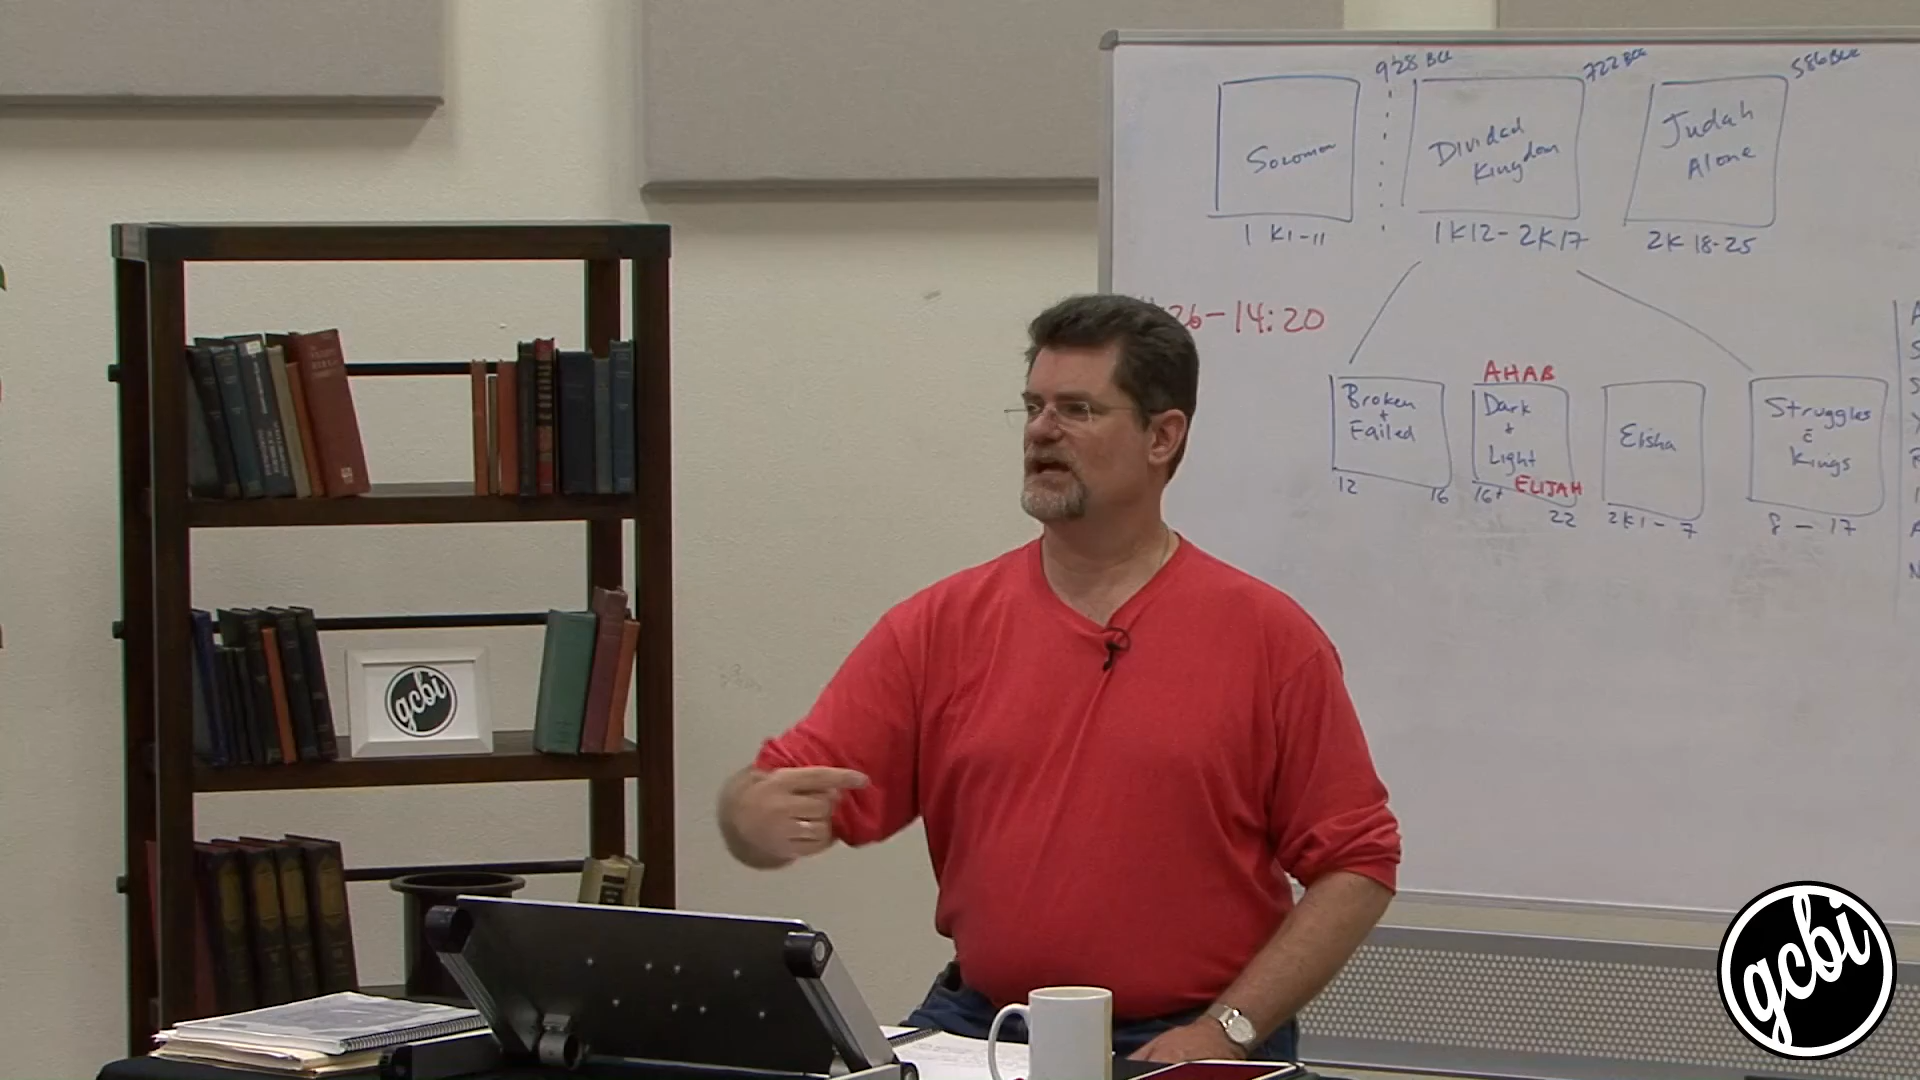 928 BCE
722 BCE
586 BCE
Solomon
Divided
Kingdom
Judah
Alone
1 K1-11
1K12-2K17
2K 18-25
26-14:20
AHAB
Broken
+
Failed
Dark
+
Light
ELIJAH
Elisha
Struggles
c̄
Kings
12
16
16+
22
2K1-7
8-17
gcbi
gcbi